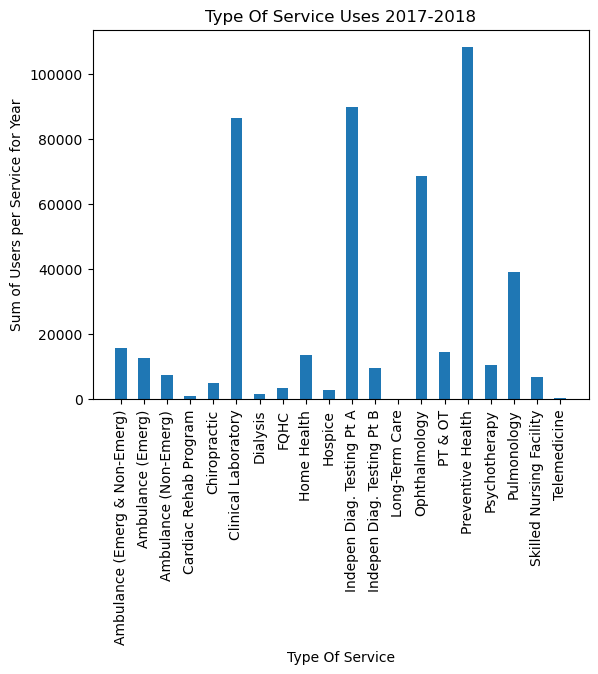 Type Of Service Uses 2017-2018
Sum of Users per Service for Year
100000
80000
60000
40000
20000
0
Ambulance (Emerg & Non-Emerg)
Ambulance (Emerg)
Ambulance (Non-Emerg)
Cardiac Rehab Program
Chiropractic
Clinical Laboratory
Dialysis
FQHC
Home Health
Hospice
Indepen Diag. Testing Pt A
Indepen Diag. Testing Pt B
Long-Term Care
Ophthalmology
PT & OT
Preventive Health
Psychotherapy
Pulmonology
Skilled Nursing Facility
Telemedicine
Type Of Service